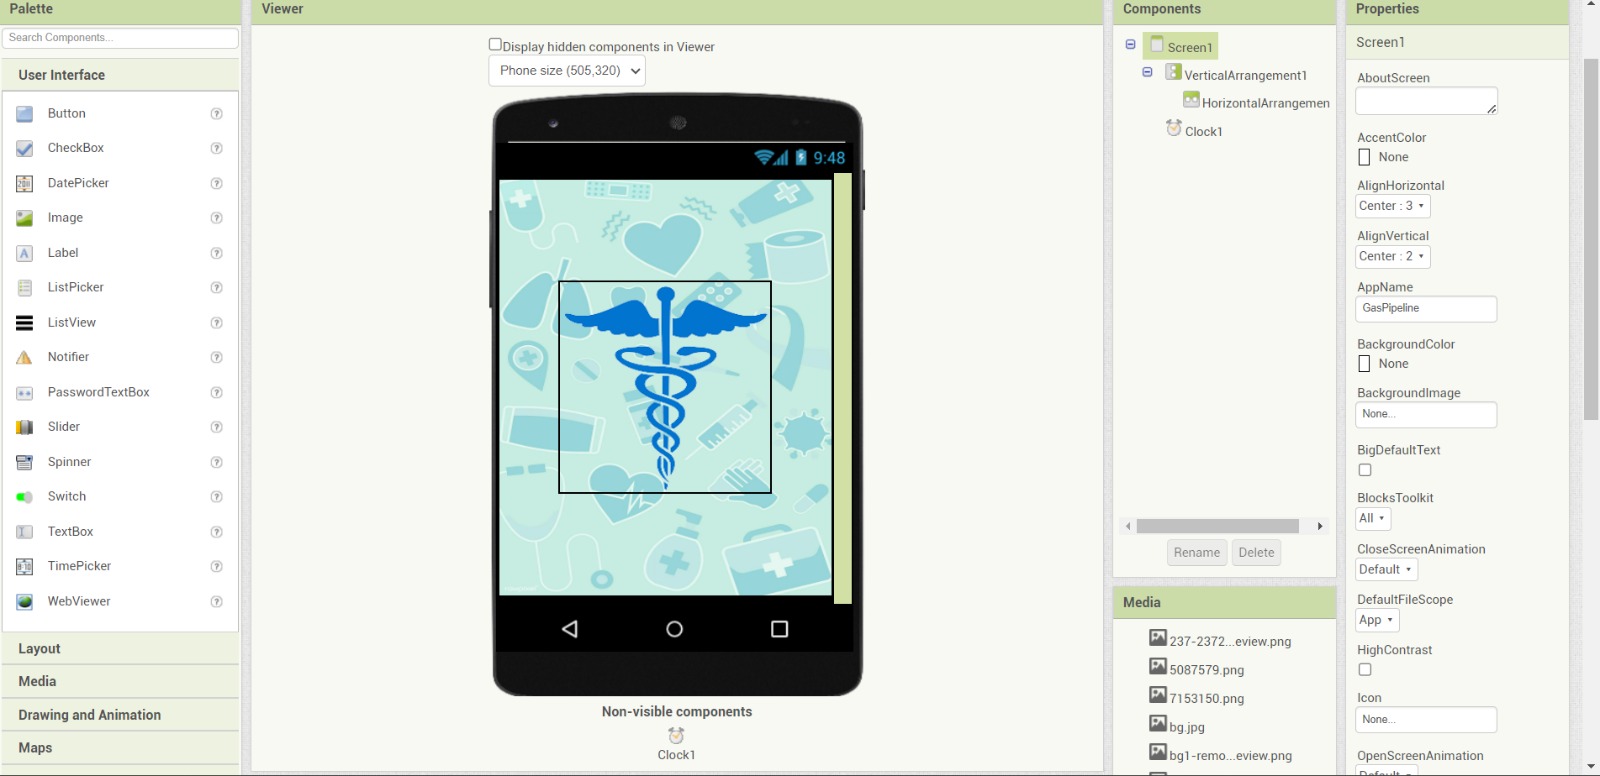 Palette
Search Components...
User Interface
Button
CheckBox
DatePicker
Image
Label
ListPicker
ListView
Notifier
PasswordTextBox
Slider
Spinner
Switch
TextBox
TimePicker
WebViewer
Layout
Media
Drawing and Animation
Maps
Viewer
Display hidden components in Viewer
Phone size (505,320)
9:48
Non-visible components
Clock1
Components
Screen1
VerticalArrangement1
HorizontalArrangemen
Clock1
Rename Delete
Media
237-2372...eview.png
5087579.png
7153150.png
bg.jpg
bg1-remo...eview.png
Properties
Screen1
AboutScreen
AccentColor
None
AlignHorizontal
Center : 3
AlignVertical
Center : 2
AppName
GasPipeline
BackgroundColor
None
BackgroundImage
None...
BigDefaultText
BlocksToolkit
All
CloseScreenAnimation
Default
DefaultFileScope
App
HighContrast
Icon
None...
OpenScreenAnimation
Default